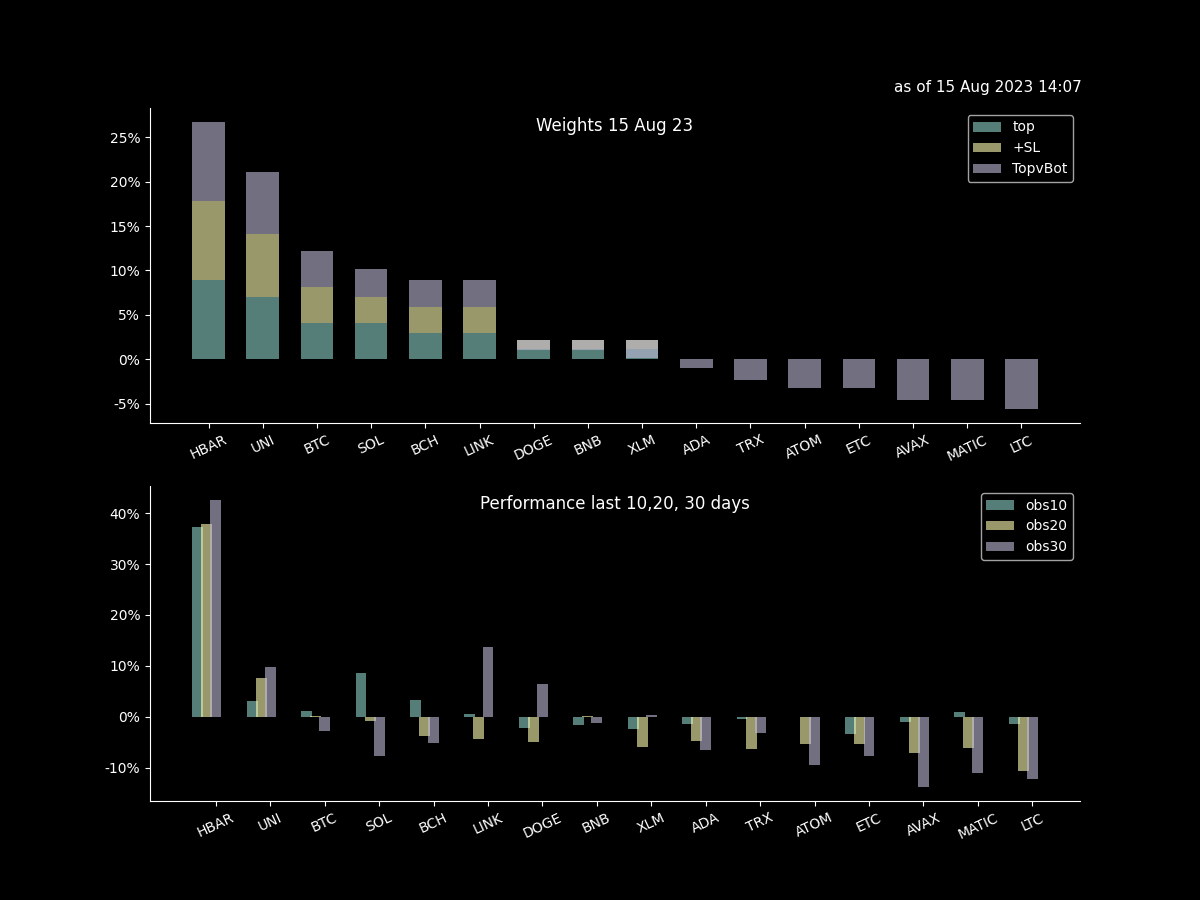 as of 15 Aug 2023 14:07
Weights 15 Aug 23
top
+SL
TopvBot
25%
20%
15%
10%
5%
0%
-5%
HBAR UNI BTC SOL BCH LINK DOGE BNB XLM ADA TRX ATOM ETC AVAX MATIC LTC
Performance last 10,20, 30 days
obs10
obs20
obs30
40%
30%
20%
10%
0%
-10%
HBAR UNI BTC SOL BCH LINK DOGE BNB XLM ADA TRX ATOM ETC AVAX MATIC LTC